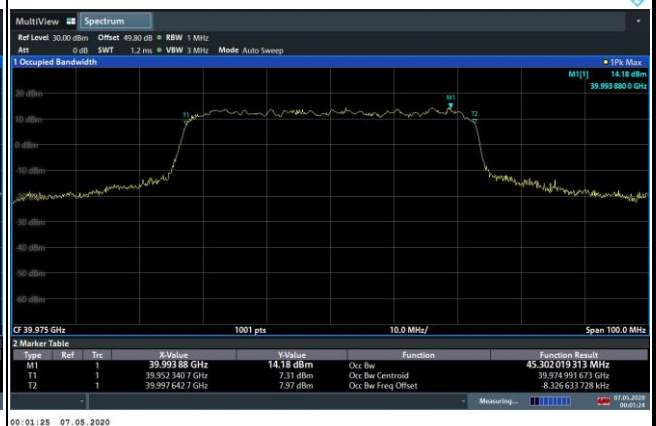 MultiView Spectrum
Ref Level 30.00 dBm Offset 49.80 dB RBW 1 MHz
Att 0 dB SWT 1.2 ms VBW 3 MHz Mode Auto Sweep
1 Occupied Bandwidth 1Pk Max
M1[1] 14.18 dBm
39.993 880 0 GHz
20 dBm
M1
T1
T2
10 dBm
0 dBm
-10 dBm
-20 dBm
-30 dBm
-40 dBm
-50 dBm
-60 dBm
CF 39.975 GHz 1001 pts 10.0 MHz/ Span 100.0 MHz
2 Marker Table
Type Ref Trc X-Value Y-Value Function Function Result
M1 1 39.993 88 GHz 14.18 dBm Occ Bw 45.302 019 313 MHz
T1 1 39.952 340 7 GHz 7.31 dBm Occ Bw Centroid 39.974 991 673 GHz
T2 1 39.997 642 7 GHz 7.97 dBm Occ Bw Freq Offset -8.326 633 728 kHz
Measuring... 07.05.2020
00:01:24
00:01:25 07.05.2020